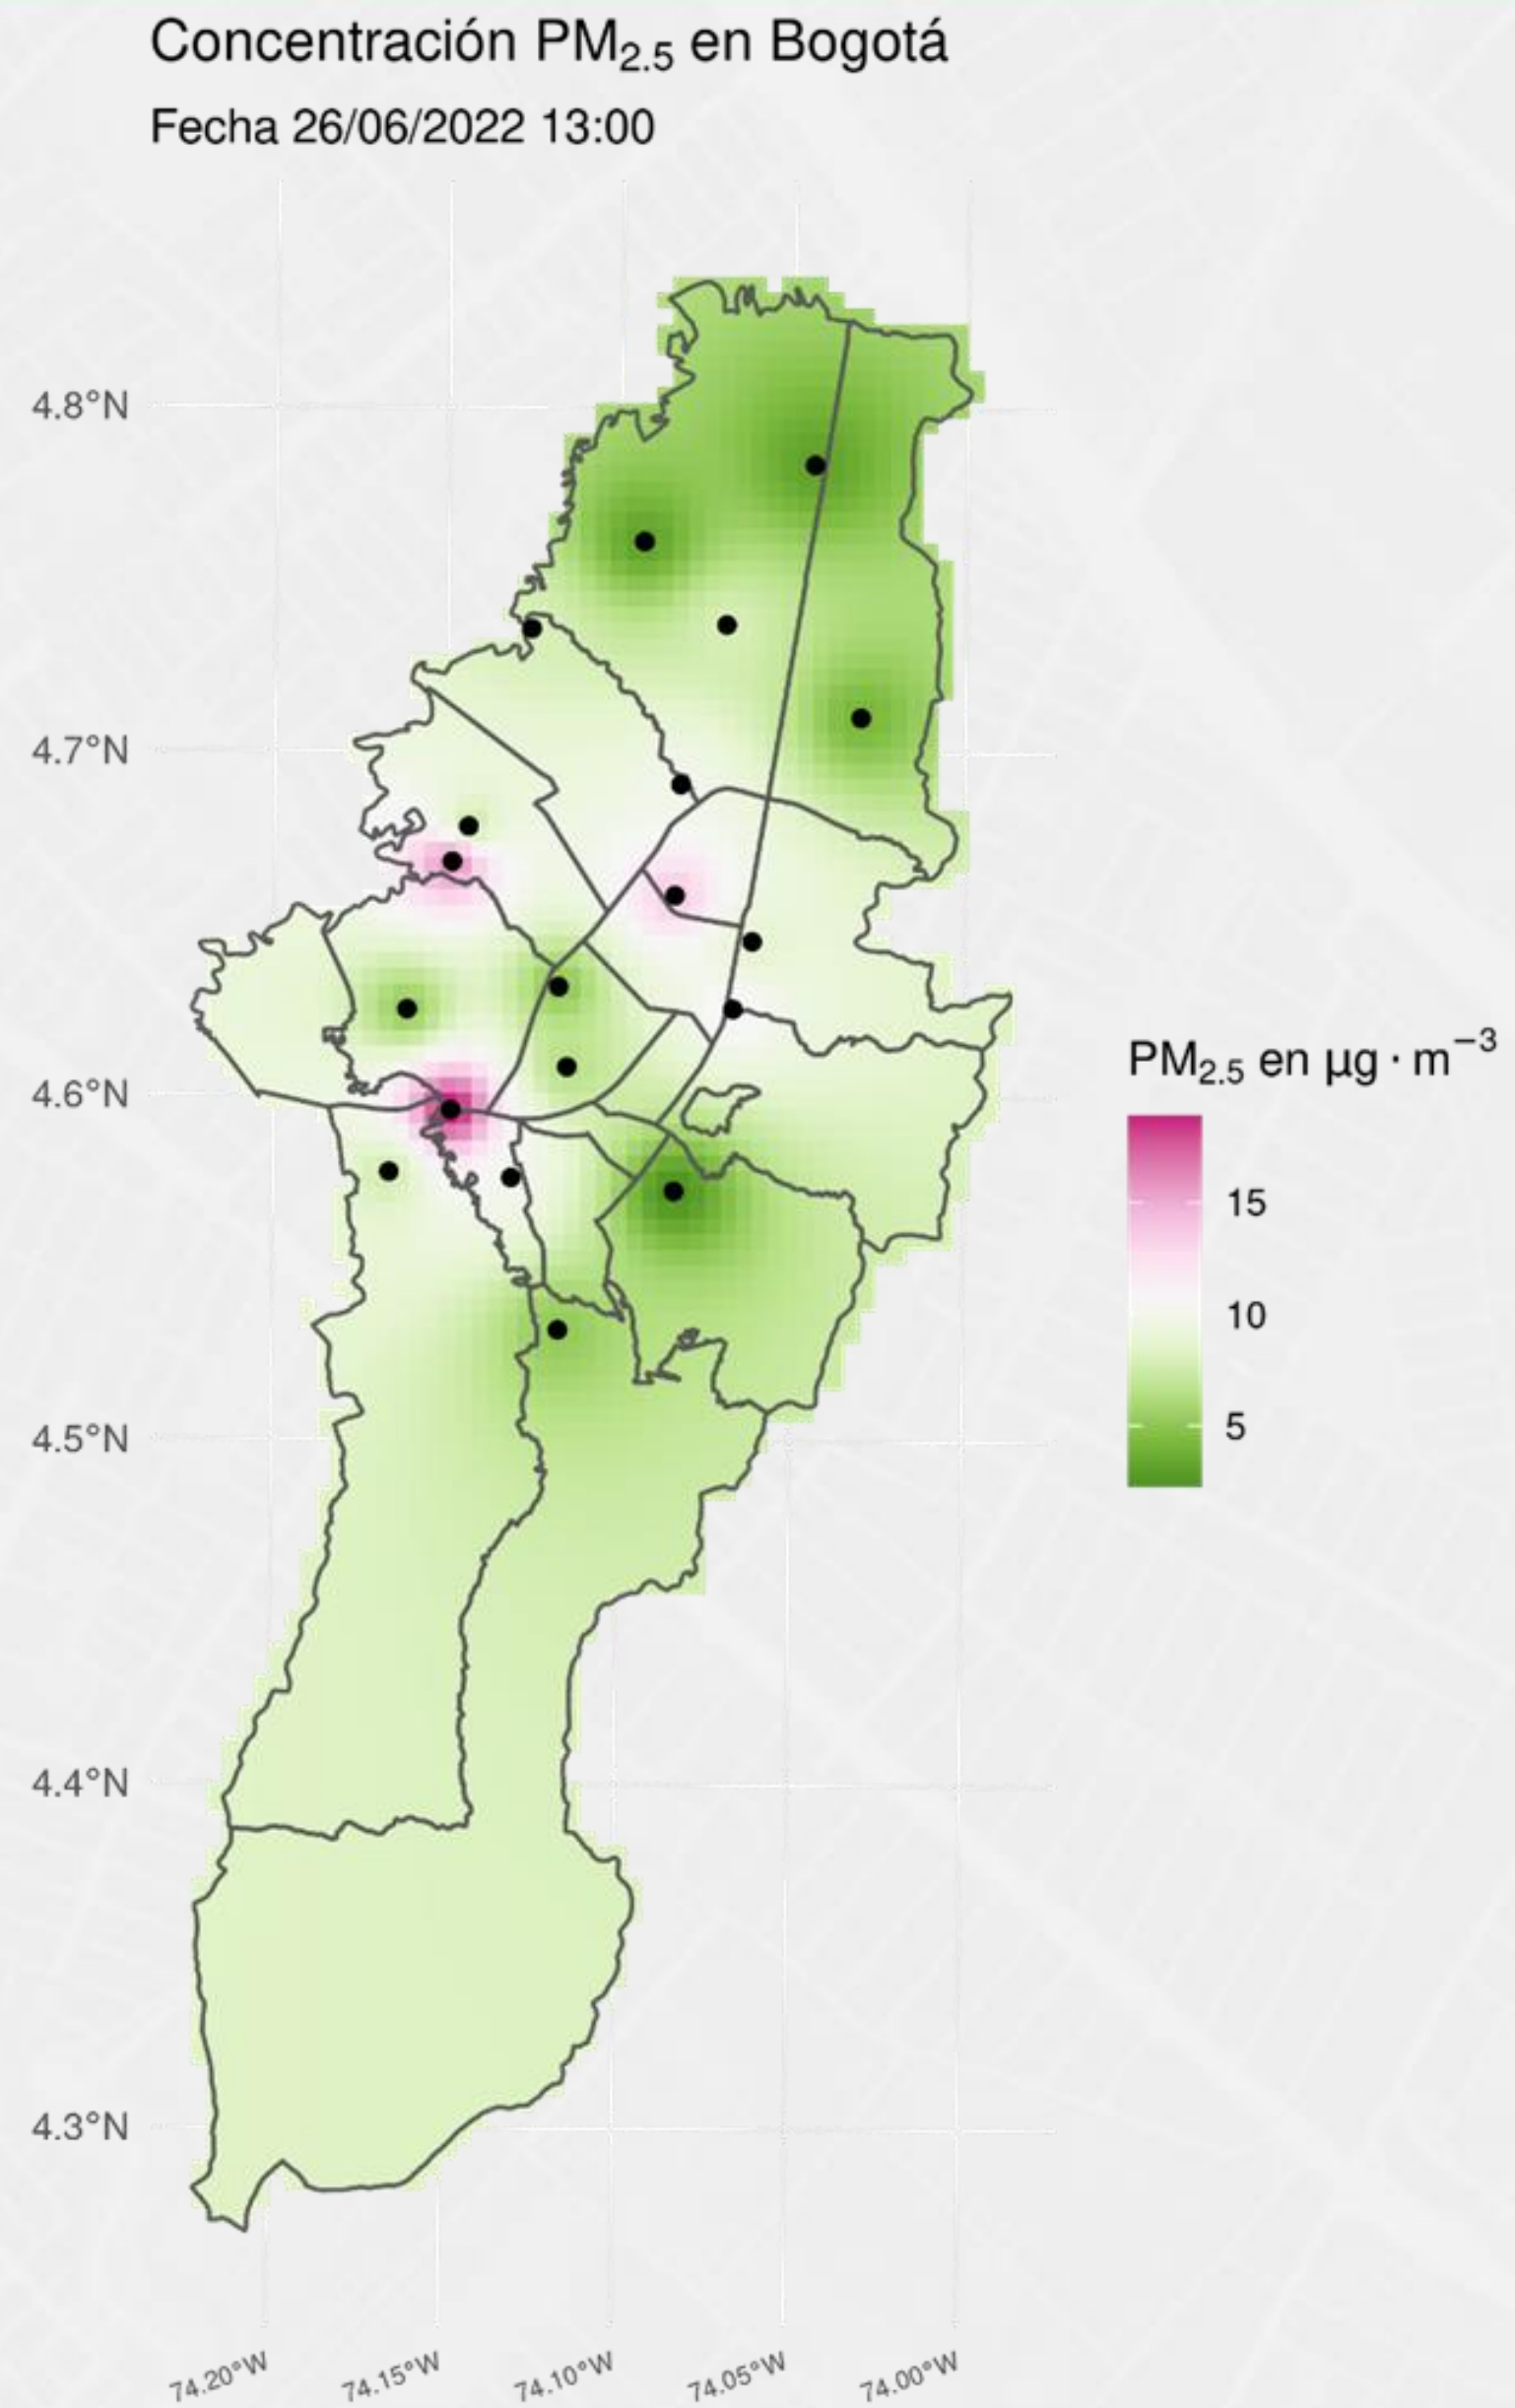 Concentración PM₂.₅ en Bogotá
Fecha 26/06/2022 13:00
4.8°N
4.7°N
4.6°N
4.5°N
4.4°N
4.3°N
74.20°W
74.15°W
74.10°W
74.05°W
74.00°W
PM₂.₅ en µg · m⁻³
15
10
5